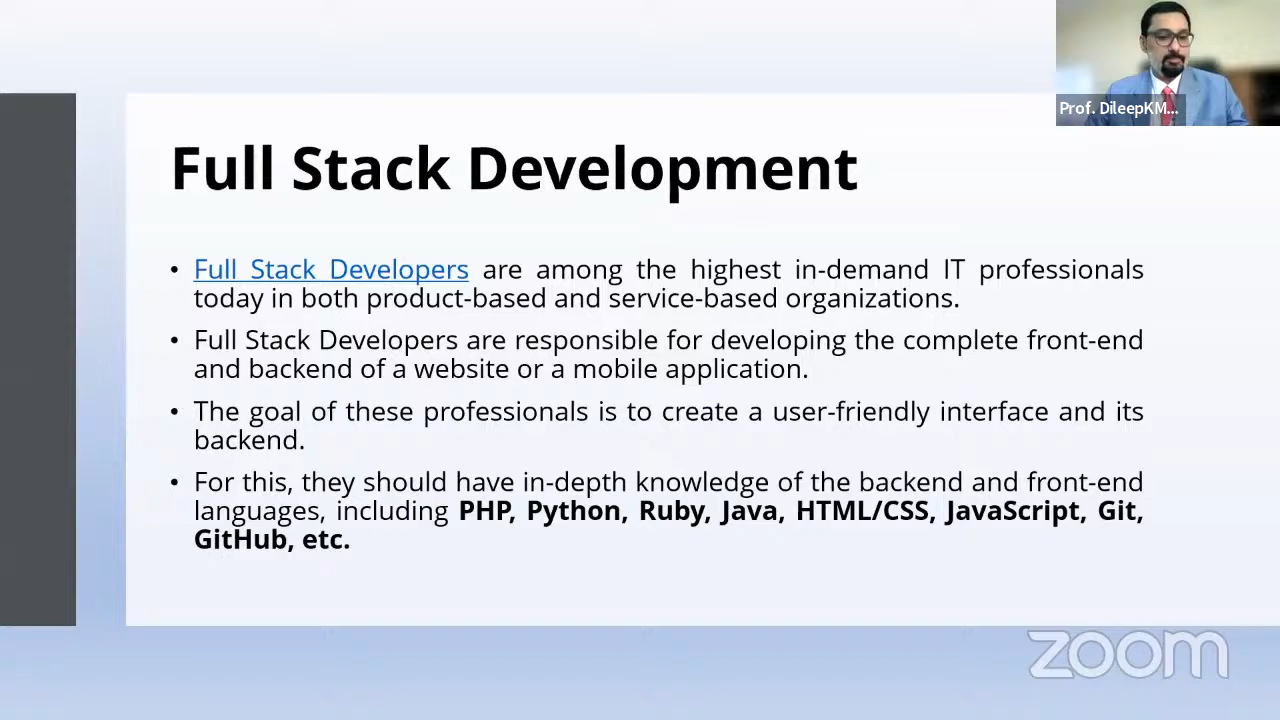 Prof. DileepKM...
Full Stack Development
• Full Stack Developers are among the highest in-demand IT professionals
today in both product-based and service-based organizations.
• Full Stack Developers are responsible for developing the complete front-end
and backend of a website or a mobile application.
• The goal of these professionals is to create a user-friendly interface and its
backend.
• For this, they should have in-depth knowledge of the backend and front-end
languages, including PHP, Python, Ruby, Java, HTML/CSS, JavaScript, Git,
GitHub, etc.
zoom